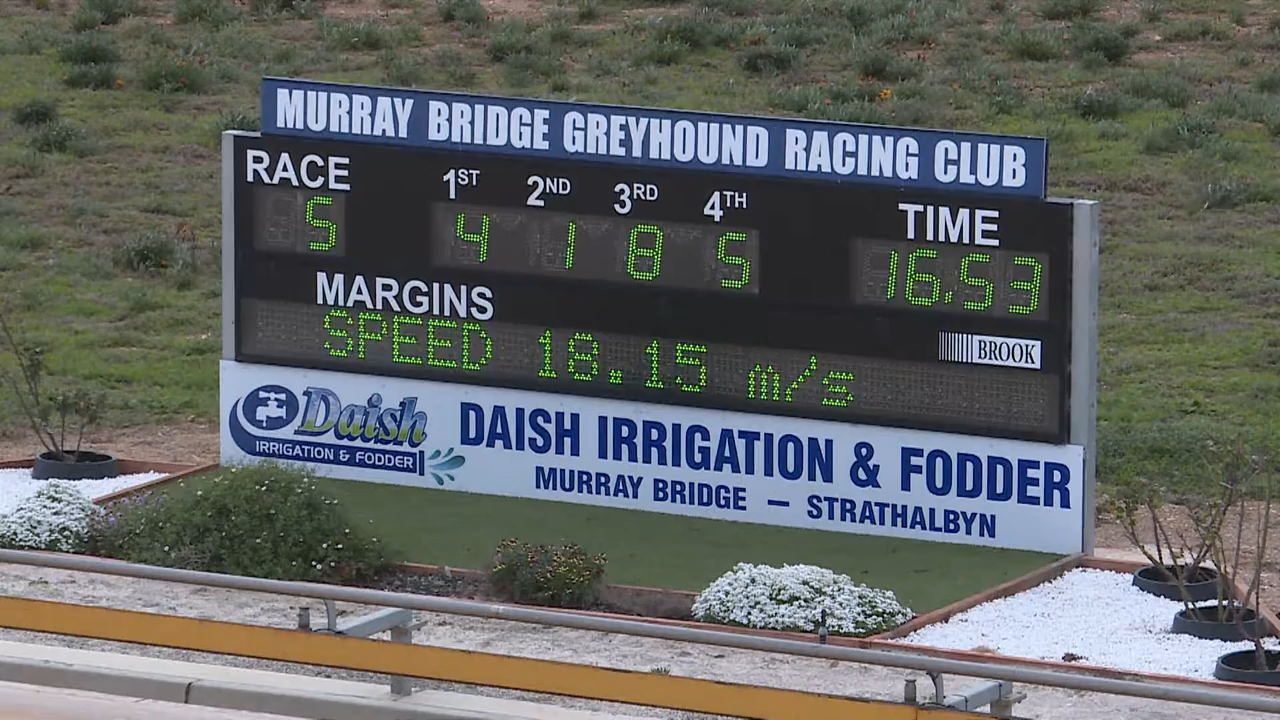 MURRAY BRIDGE GREYHOUND RACING CLUB
RACE 1ST 2ND 3RD 4TH TIME
5 4 1 8 5 16.53
MARGINS
SPEED 18.15 m/s
BROOK
Daish
IRRIGATION & FODDER
DAISH IRRIGATION & FODDER
MURRAY BRIDGE – STRATHALBYN